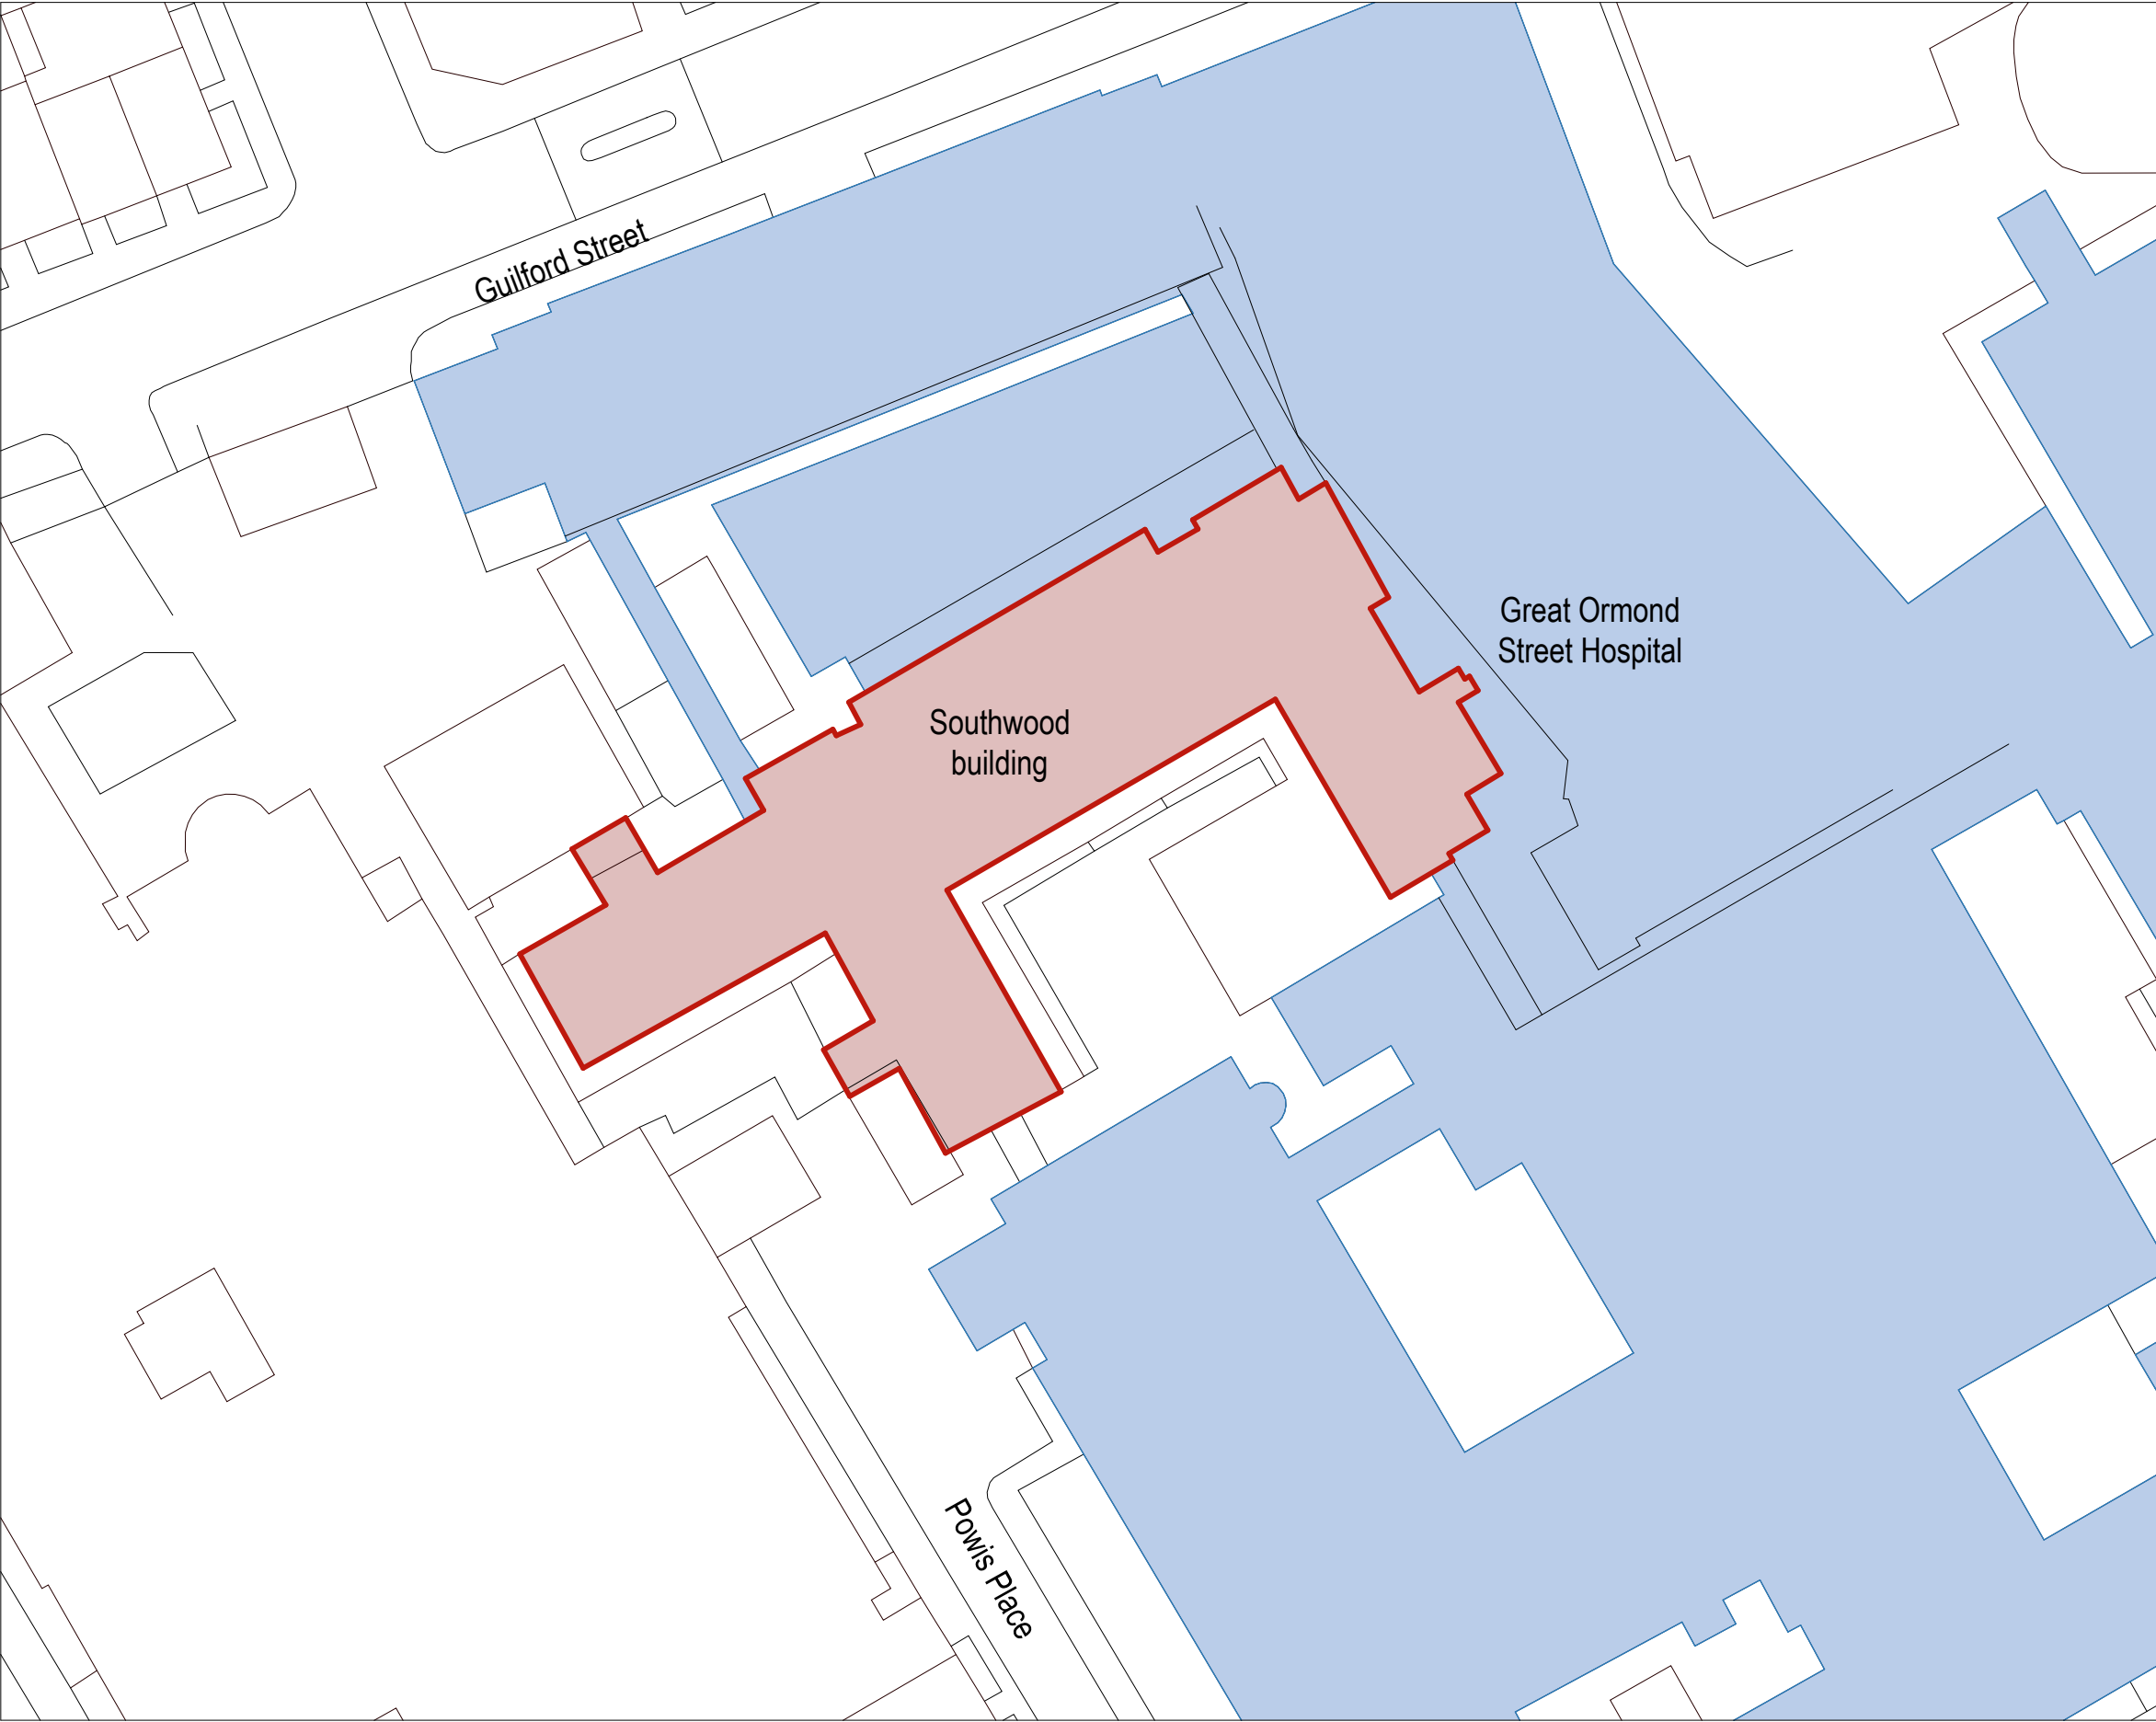 Guilford Street
Great Ormond
Street Hospital
Southwood
building
Powis Place